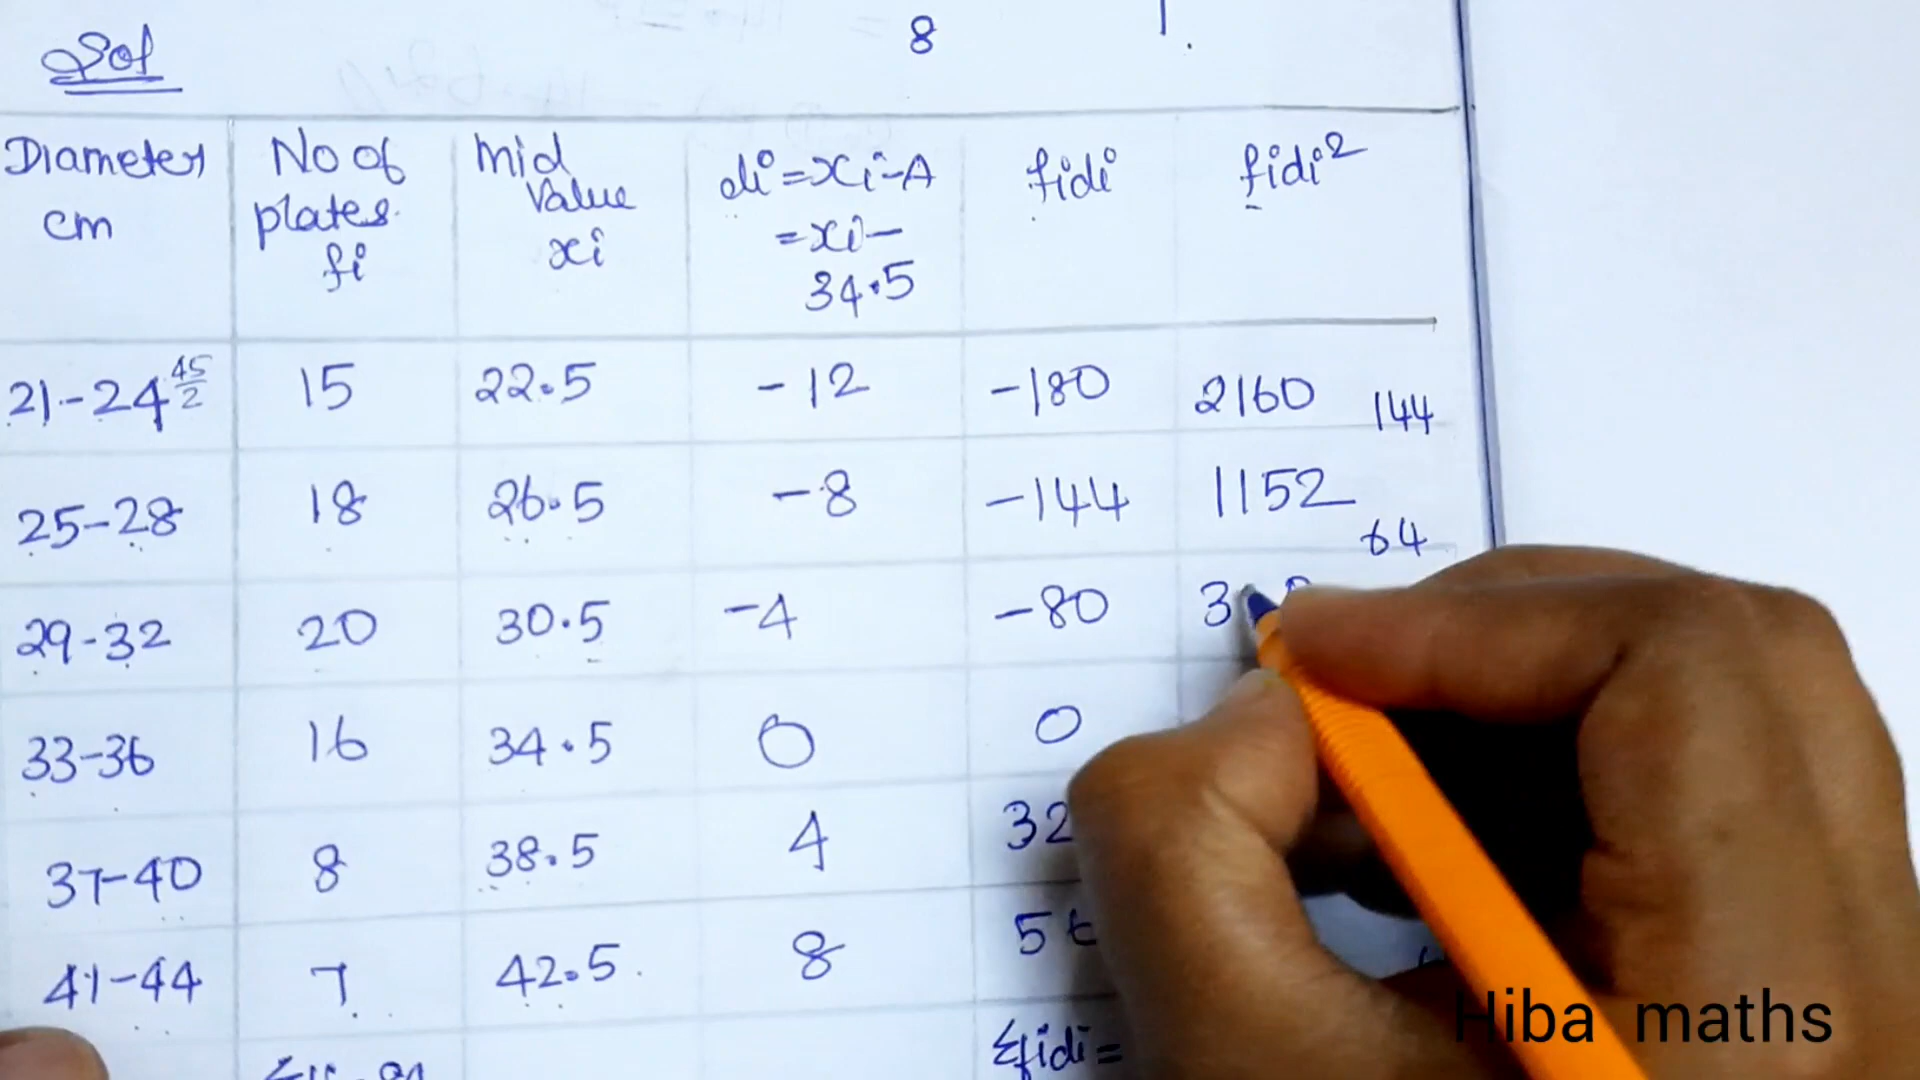 Sol
8
Diameter cm | No of plates fi | Mid Value xi | di = xi - A = xi - 34.5 | fidi | fidi²
21-24 45/2 | 15 | 22.5 | -12 | -180 | 2160 144
25-28 | 18 | 26.5 | -8 | -144 | 1152 64
29-32 | 20 | 30.5 | -4 | -80
33-36 | 16 | 34.5 | 0 | 0
37-40 | 8 | 38.5 | 4 | 32
41-44 | 7 | 42.5 | 8
Σfidi =
Hiba maths